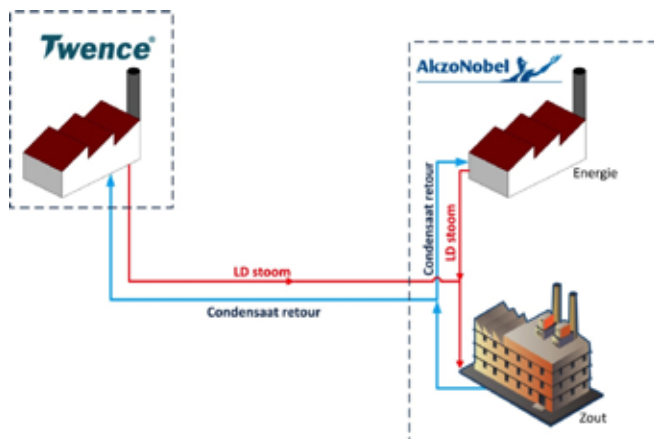 Twence®
AkzoNobel
Energie
Condensaat retour
LD stoom
LD stoom
Condensaat retour
Zout